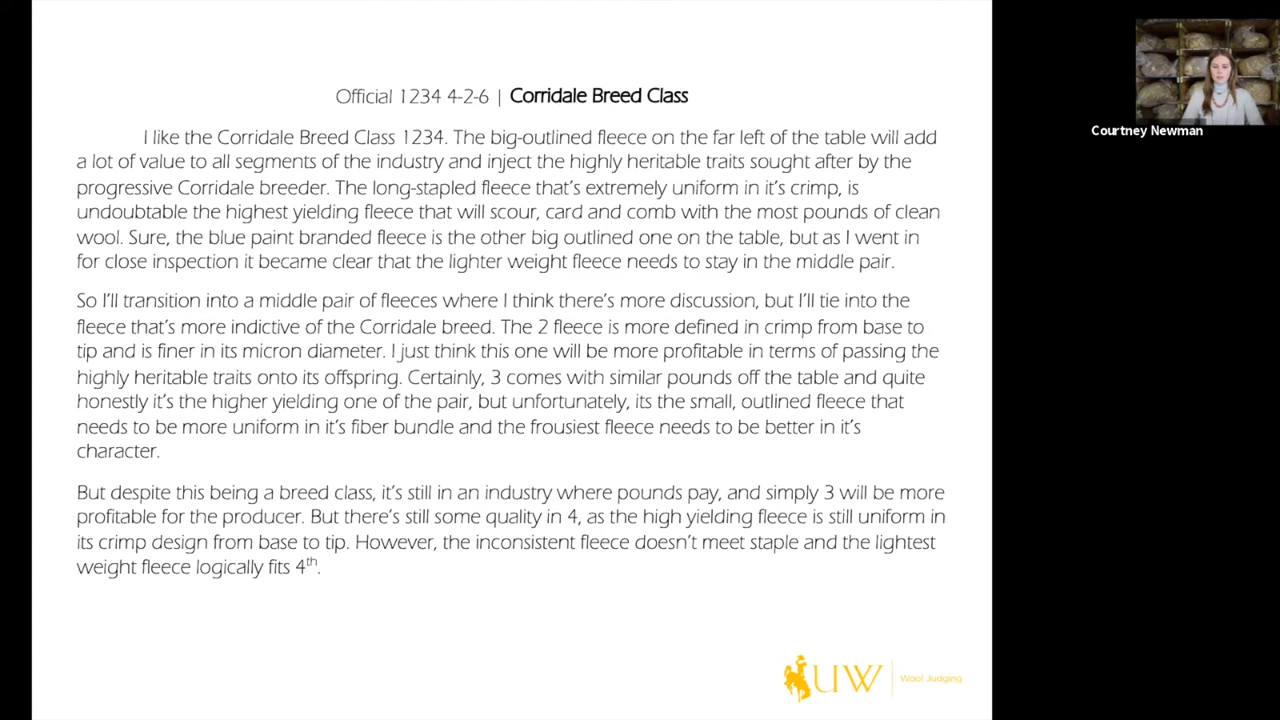 Official 1234 4-2-6 | Corridale Breed Class
I like the Corridale Breed Class 1234. The big-outlined fleece on the far left of the table will add
a lot of value to all segments of the industry and inject the highly heritable traits sought after by the
progressive Corridale breeder. The long-stapled fleece that's extremely uniform in it's crimp, is
undoubtable the highest yielding fleece that will scour, card and comb with the most pounds of clean
wool. Sure, the blue paint branded fleece is the other big outlined one on the table, but as I went in
for close inspection it became clear that the lighter weight fleece needs to stay in the middle pair.
So I'll transition into a middle pair of fleeces where I think there's more discussion, but I'll tie into the
fleece that's more indictive of the Corridale breed. The 2 fleece is more defined in crimp from base to
tip and is finer in its micron diameter. I just think this one will be more profitable in terms of passing the
highly heritable traits onto its offspring. Certainly, 3 comes with similar pounds off the table and quite
honestly it's the higher yielding one of the pair, but unfortunately, its the small, outlined fleece that
needs to be more uniform in it's fiber bundle and the frousiest fleece needs to be better in it's
character.
But despite this being a breed class, it's still in an industry where pounds pay, and simply 3 will be more
profitable for the producer. But there's still some quality in 4, as the high yielding fleece is still uniform in
its crimp design from base to tip. However, the inconsistent fleece doesn't meet staple and the lightest
weight fleece logically fits 4th.
UW | Wool Judging
Courtney Newman